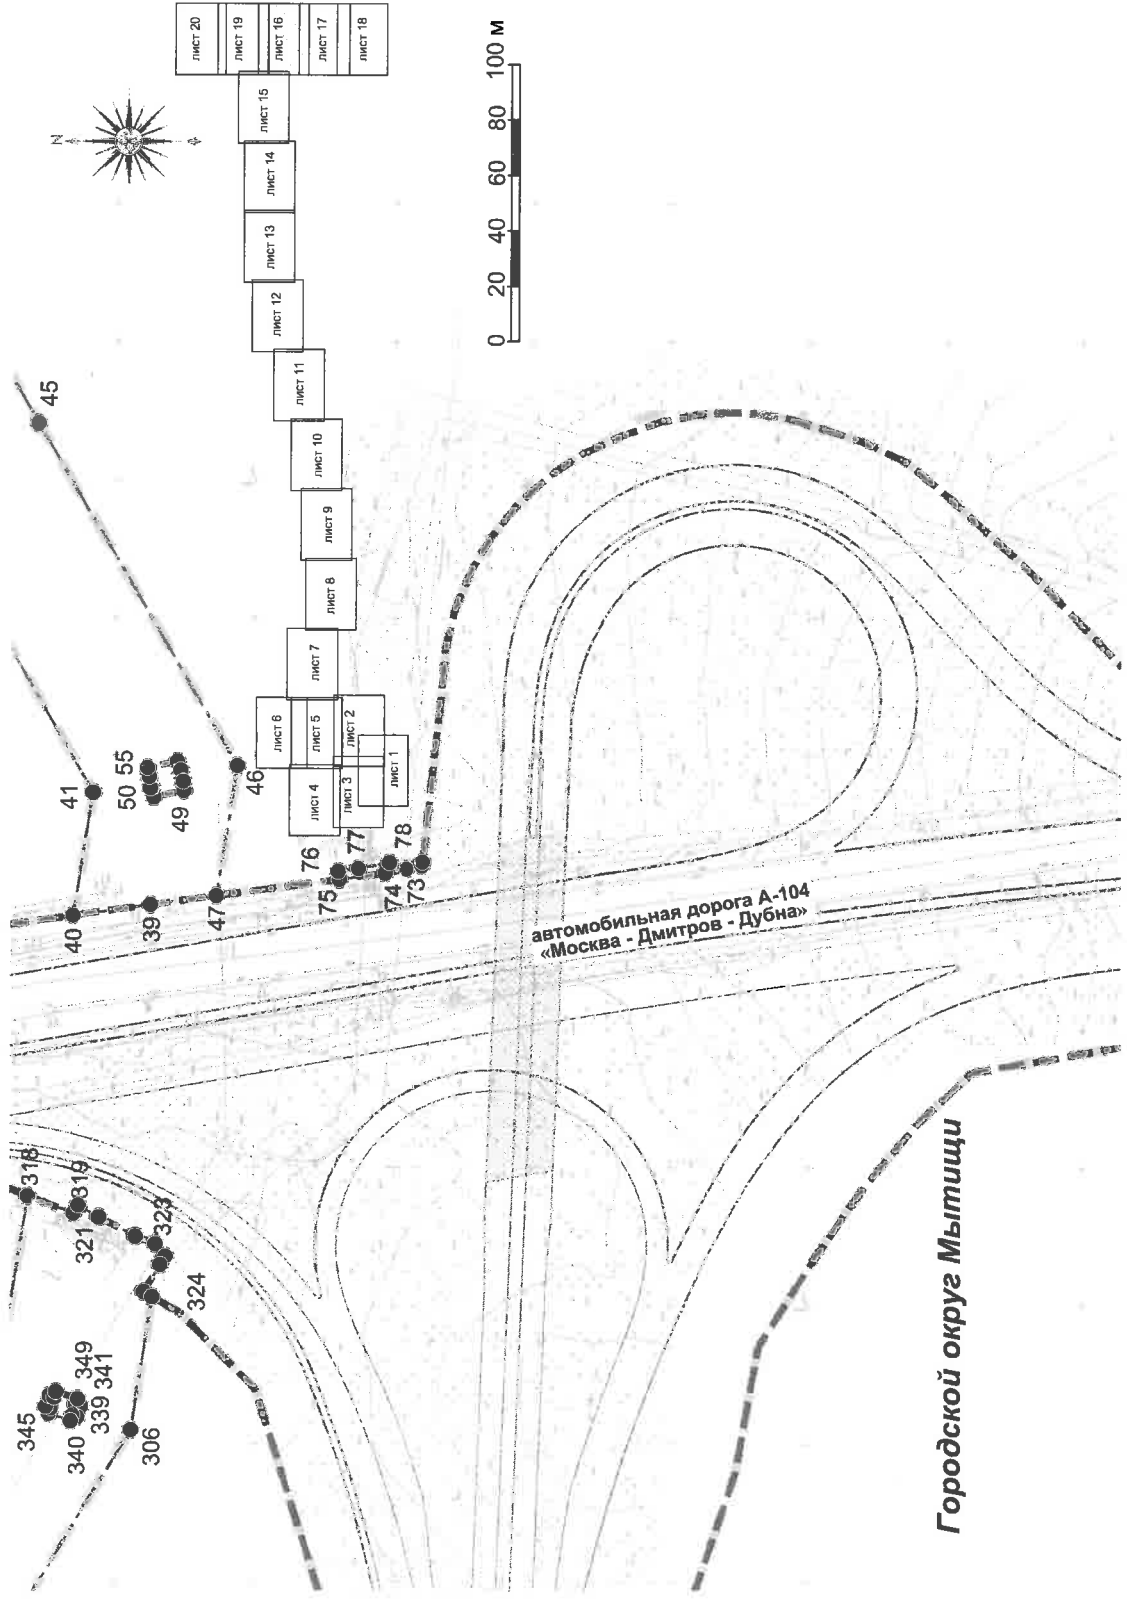 лист 20
лист 19
лист 16
лист 17
лист 18
лист 15
лист 14
лист 13
лист 12
лист 11
лист 10
лист 9
лист 8
лист 7
лист 6
лист 5
лист 2
лист 4
лист 3
лист 1
N
0 20 40 60 80 100 м
45
41
50 55
49
46
40
39
47
76
77
78
75
74
73
автомобильная дорога А-104
«Москва - Дмитров - Дубна»
318
319
321
323
324
345
349
341
339
340
306
Городской округ Мытищи